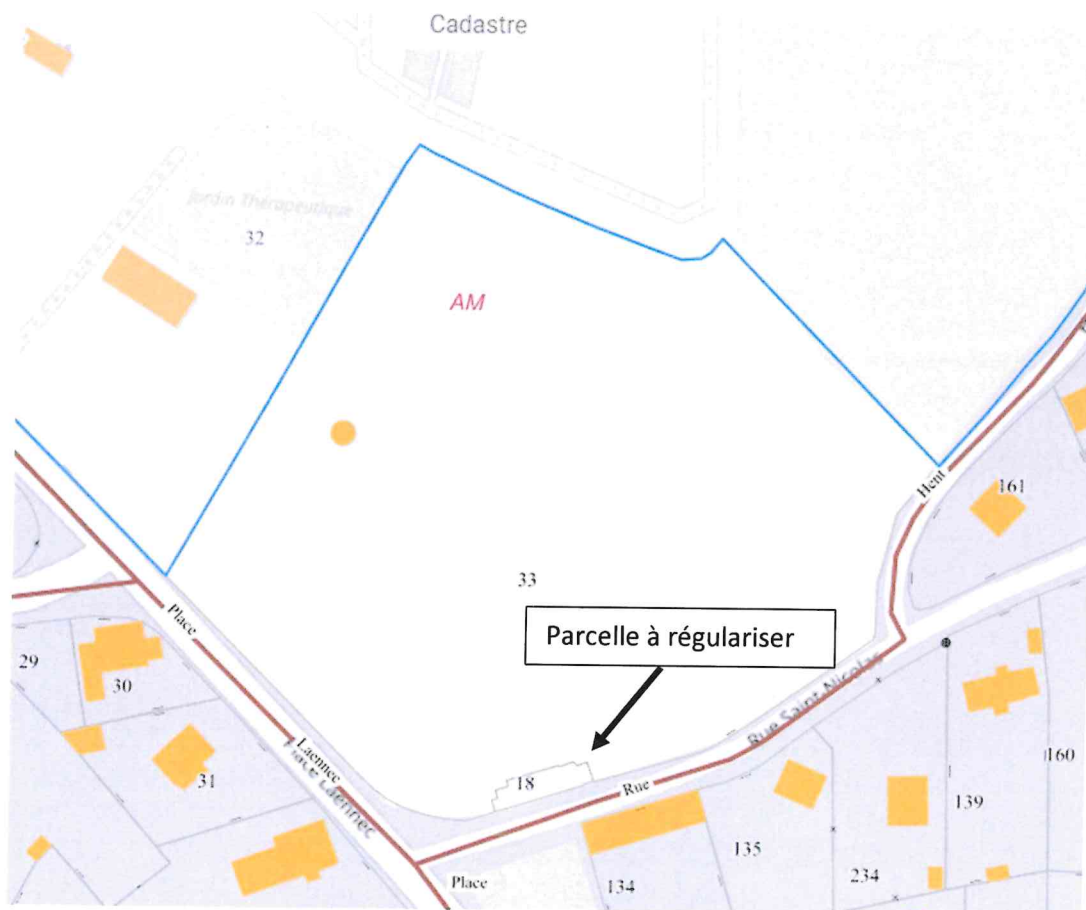 Cadastre
Jardin Thérapeutique
32
AM
33
Hent
161
Parcelle à régulariser
Place
29
30
Laennec
Place Laennec
31
18
Rue
Rue Saint-Nicolas
160
139
135
234
134
Place